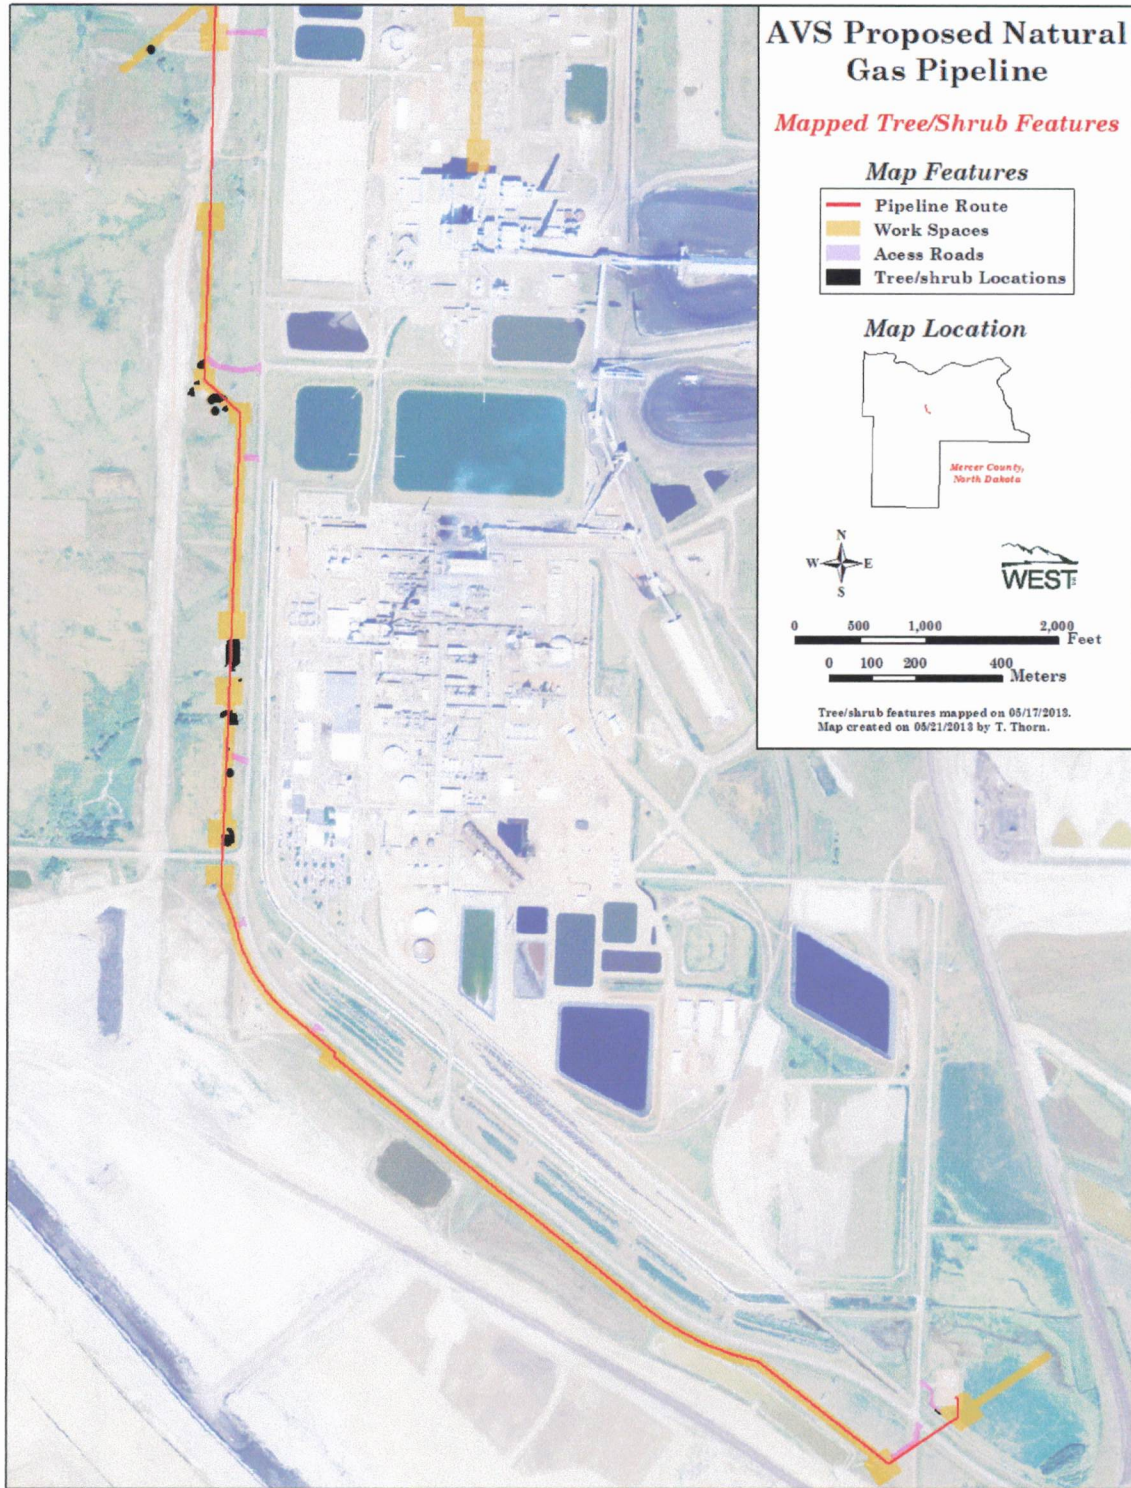 AVS Proposed Natural
Gas Pipeline
Mapped Tree/Shrub Features
Map Features
Pipeline Route
Work Spaces
Acess Roads
Tree/shrub Locations
Map Location
Mercer County,
North Dakota
N
W E
S
WEST
0 500 1,000 2,000
Feet
0 100 200 400
Meters
Tree/shrub features mapped on 05/17/2013.
Map created on 05/21/2013 by T. Thorn.